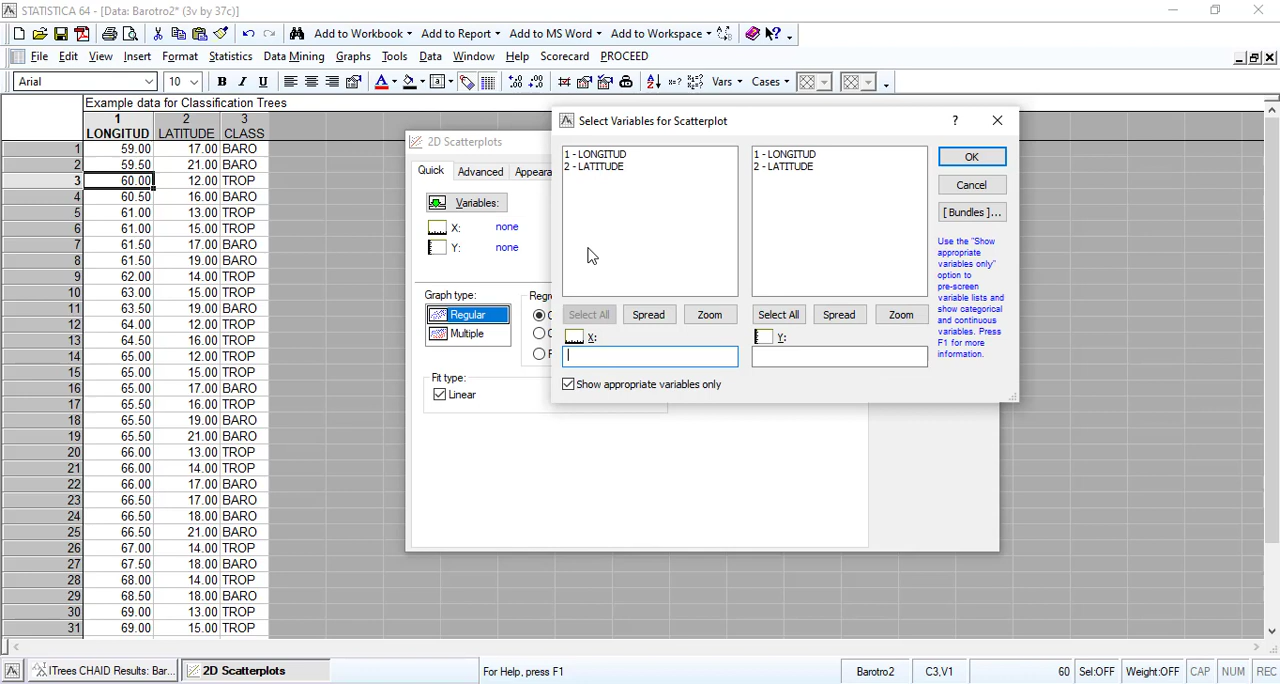 STATISTICA 64 - [Data: Barotro2* (3v by 37c)]
Add to Workbook Add to Report Add to MS Word Add to Workspace
File Edit View Insert Format Statistics Data Mining Graphs Tools Data Window Help Scorecard PROCEED
Arial 10 B I U Vars Cases
Example data for Classification Trees
1 2 3
LONGITUD LATITUDE CLASS
1 59.00 17.00 BARO
2 59.50 21.00 BARO
3 60.00 12.00 TROP
4 60.50 16.00 BARO
5 61.00 13.00 TROP
6 61.00 15.00 TROP
7 61.50 17.00 BARO
8 61.50 19.00 BARO
9 62.00 14.00 TROP
10 63.00 15.00 TROP
11 63.50 19.00 BARO
12 64.00 12.00 TROP
13 64.50 16.00 TROP
14 65.00 12.00 TROP
15 65.00 15.00 TROP
16 65.00 17.00 BARO
17 65.50 16.00 TROP
18 65.50 19.00 BARO
19 65.50 21.00 BARO
20 66.00 13.00 TROP
21 66.00 14.00 TROP
22 66.00 17.00 BARO
23 66.50 17.00 BARO
24 66.50 18.00 BARO
25 66.50 21.00 BARO
26 67.00 14.00 TROP
27 67.50 18.00 BARO
28 68.00 14.00 TROP
29 68.50 18.00 BARO
30 69.00 13.00 TROP
31 69.00 15.00 TROP
2D Scatterplots
Quick Advanced Appeara
Variables:
X: none
Y: none
Graph type:
Regular
Multiple
Regre
Fit type:
Linear
Select Variables for Scatterplot
?
1 - LONGITUD
2 - LATITUDE
1 - LONGITUD
2 - LATITUDE
OK
Cancel
[ Bundles ]...
Use the "Show
appropriate
variables only"
option to
pre-screen
variable lists and
show categorical
and continuous
variables. Press
F1 for more
information.
Select All Spread Zoom
Select All Spread Zoom
X:
Y:
Show appropriate variables only
ITrees CHAID Results: Bar... 2D Scatterplots For Help, press F1 Barotro2 C3,V1 60 Sel:OFF Weight:OFF CAP NUM REC